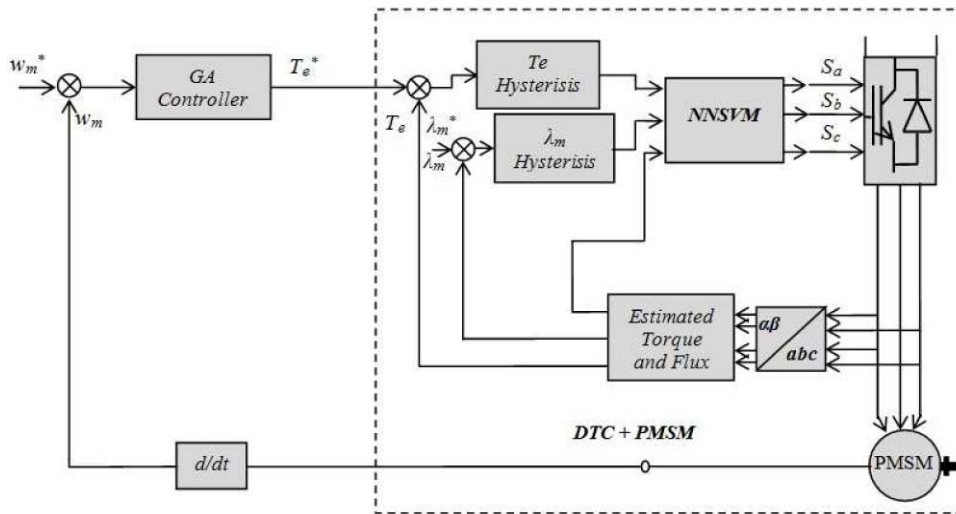 w_m*
w_m
GA
Controller
T_e*
T_e
λ_m*
λ_m
Te
Hysterisis
λ_m
Hysterisis
NNSVM
S_a
S_b
S_c
Estimated
Torque
and Flux
αβ
abc
DTC + PMSM
d/dt
PMSM